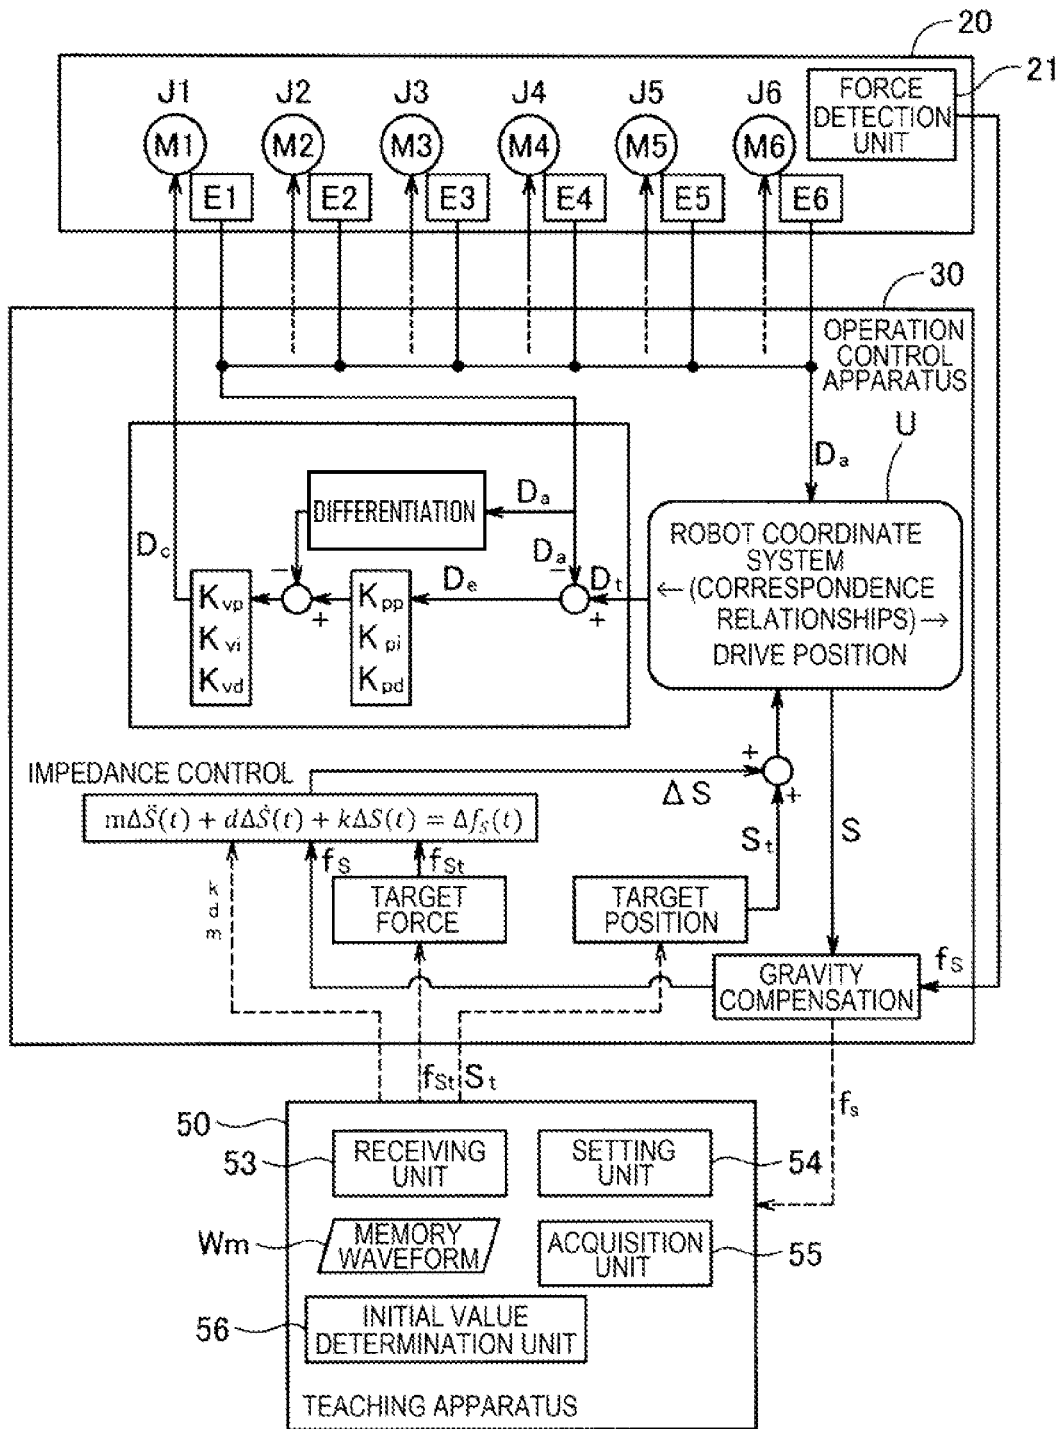 20
21
J1 J2 J3 J4 J5 J6
FORCE
DETECTION
UNIT
M1 M2 M3 M4 M5 M6
E1 E2 E3 E4 E5 E6
30
OPERATION
CONTROL
APPARATUS
U
Da
DIFFERENTIATION
Da
Dc
Da
−
−
De
Dt
+
+
Kvp
Kvi
Kvd
Kpp
Kpi
Kpd
ROBOT COORDINATE
SYSTEM
←(CORRESPONDENCE
RELATIONSHIPS)→
DRIVE POSITION
IMPEDANCE CONTROL
+
+
ΔS
mΔS̈(t) + dΔṠ(t) + kΔS(t) = ΔfS(t)
St
S
fS
fSt
k
d
m
TARGET
FORCE
TARGET
POSITION
GRAVITY
COMPENSATION
fS
fSt
St
fs
50
53
RECEIVING
UNIT
SETTING
UNIT
54
Wm
MEMORY
WAVEFORM
ACQUISITION
UNIT
55
56
INITIAL VALUE
DETERMINATION UNIT
TEACHING APPARATUS